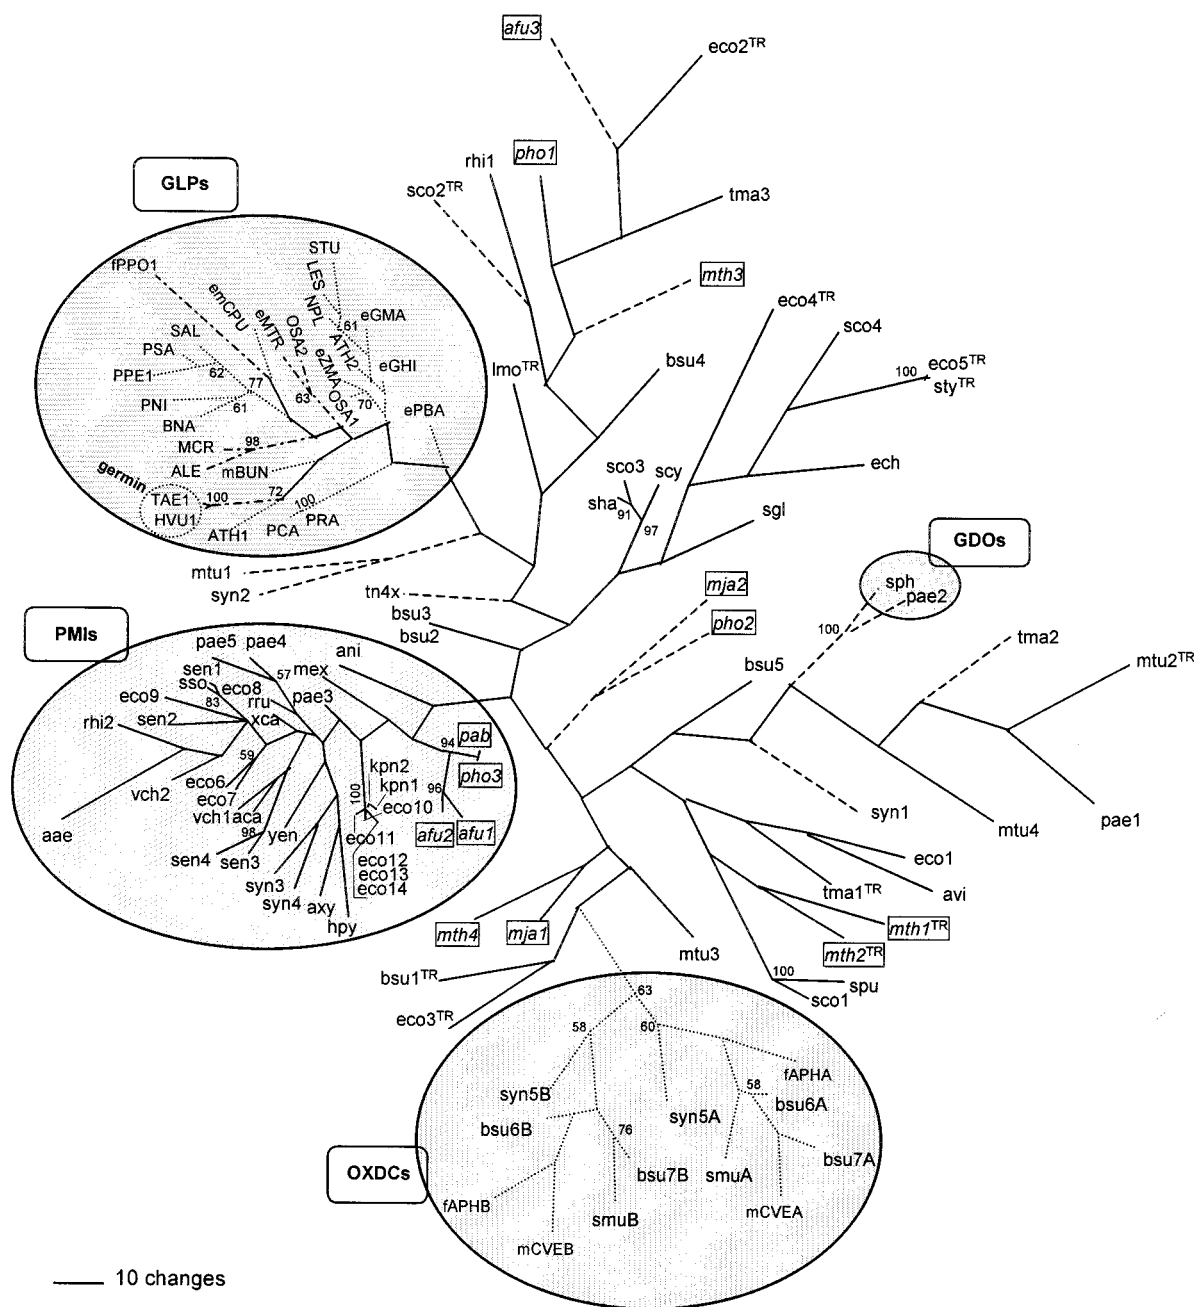 afu3
eco2TR
rhi1
pho1
sco2TR
tma3
GLPs
mth3
STU
fPPO1
LES
emCPU
eMTR
OSA2
NPL
61
eGMA
eco4TR
SAL
ATH2
sco4
PSA
eZMA
eGHI
lmoTR
bsu4
100
eco5TR
styTR
PPE1
62
77
63
OSA1
70
PNI
61
ePBA
BNA
MCR
98
sco3
scy
ech
ALE
mBUN
germin
TAE1
100
72
100
sha
91
97
sgl
HVU1
ATH1
PCA
PRA
GDOs
mtu1
syn2
tn4x
mja2
sph
pae2
PMIs
bsu3
bsu2
pho2
100
tma2
pae5
pae4
ani
bsu5
mtu2TR
sen1
57
mex
sso
eco8
eco9
83
rru
pae3
rhi2
sen2
xca
94
pab
59
kpn2
pho3
eco6
100
kpn1
96
vch2
eco7
eco10
syn1
vch1
aca
aae
98
yen
eco11
afu2
afu1
mtu4
pae1
sen4
sen3
eco12
eco1
syn3
eco13
syn4
eco14
tma1TR
avi
axy
hpy
mth4
mja1
mth1TR
mtu3
mth2TR
bsu1TR
100
spu
sco1
63
eco3TR
58
60
fAPHA
syn5B
58
bsu6A
syn5A
bsu6B
76
bsu7A
bsu7B
smuA
OXDCs
fAPHB
smuB
mCVEA
mCVEB
10 changes